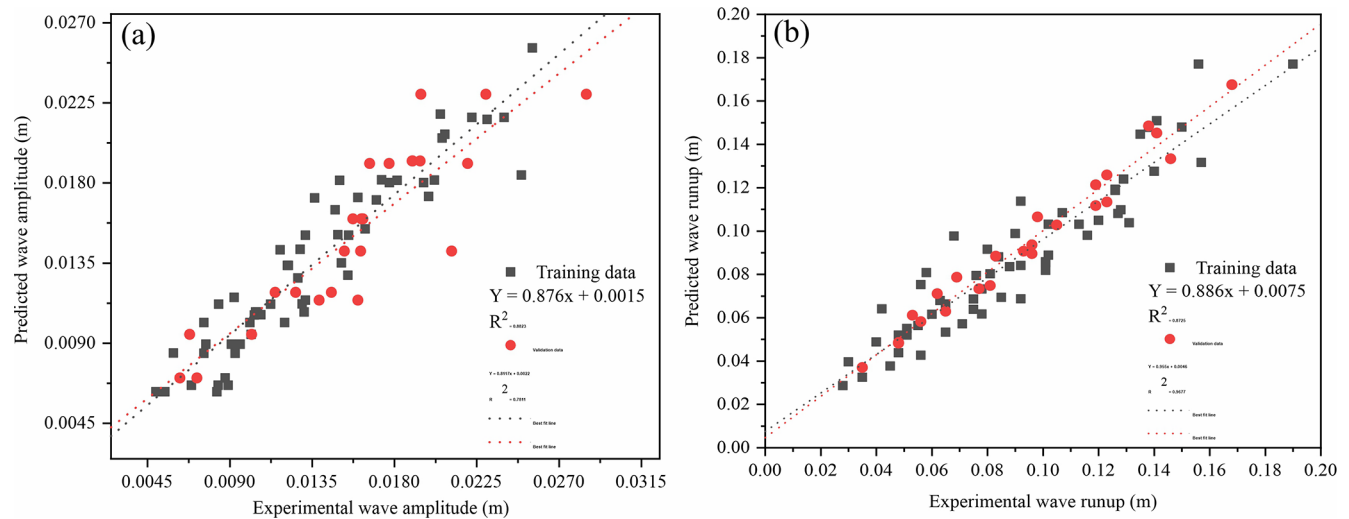 (a)
0.0270
0.0225
0.0180
0.0135
0.0090
0.0045
Predicted wave amplitude (m)
0.0045 0.0090 0.0135 0.0180 0.0225 0.0270 0.0315
Experimental wave amplitude (m)
Training data
Y = 0.876x + 0.0015
R2
Validation data
R 2
Best fit line
Best fit line
(b)
0.20
0.18
0.16
0.14
0.12
0.10
0.08
0.06
0.04
0.02
0.00
Predicted wave runup (m)
0.00 0.02 0.04 0.06 0.08 0.10 0.12 0.14 0.16 0.18 0.20
Experimental wave runup (m)
Training data
Y = 0.886x + 0.0075
R2
Validation data
R 2
Best fit line
Best fit line